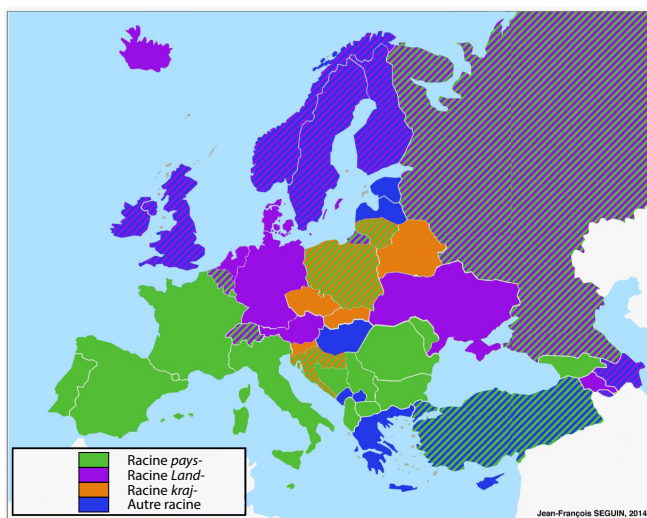 Racine pays-
Racine Land-
Racine kraj-
Autre racine
Jean-François SEGUIN, 2014